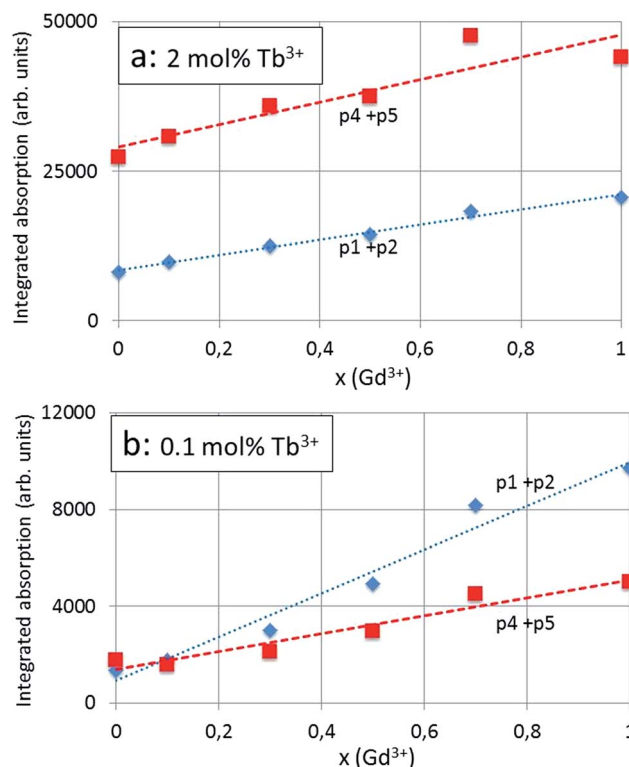 50000
a: 2 mol% Tb³⁺
p4 +p5
25000
p1 +p2
0
0 0,2 0,4 0,6 0,8 1
x (Gd³⁺)
Integrated absorption (arb. units)
12000
b: 0.1 mol% Tb³⁺
p1 +p2
8000
4000
p4 +p5
0
0 0,2 0,4 0,6 0,8 1
x (Gd³⁺)
Integrated absorption (arb. units)